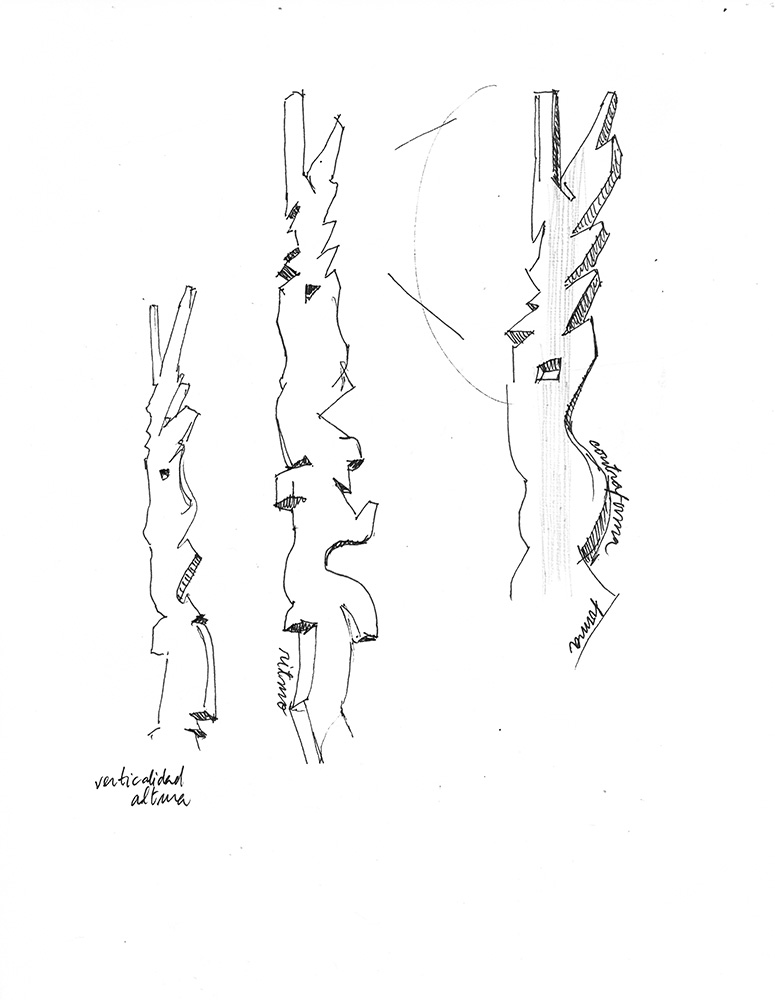 verticalidad
altura
ritmo
contraforma
forma